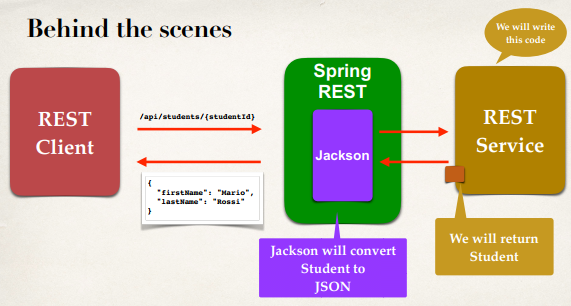 Behind the scenes
We will write
this code
REST
Client
/api/students/{studentId}
{
"firstName": "Mario",
"lastName": "Rossi"
}
Spring
REST
Jackson
REST
Service
Jackson will convert
Student to
JSON
We will return
Student